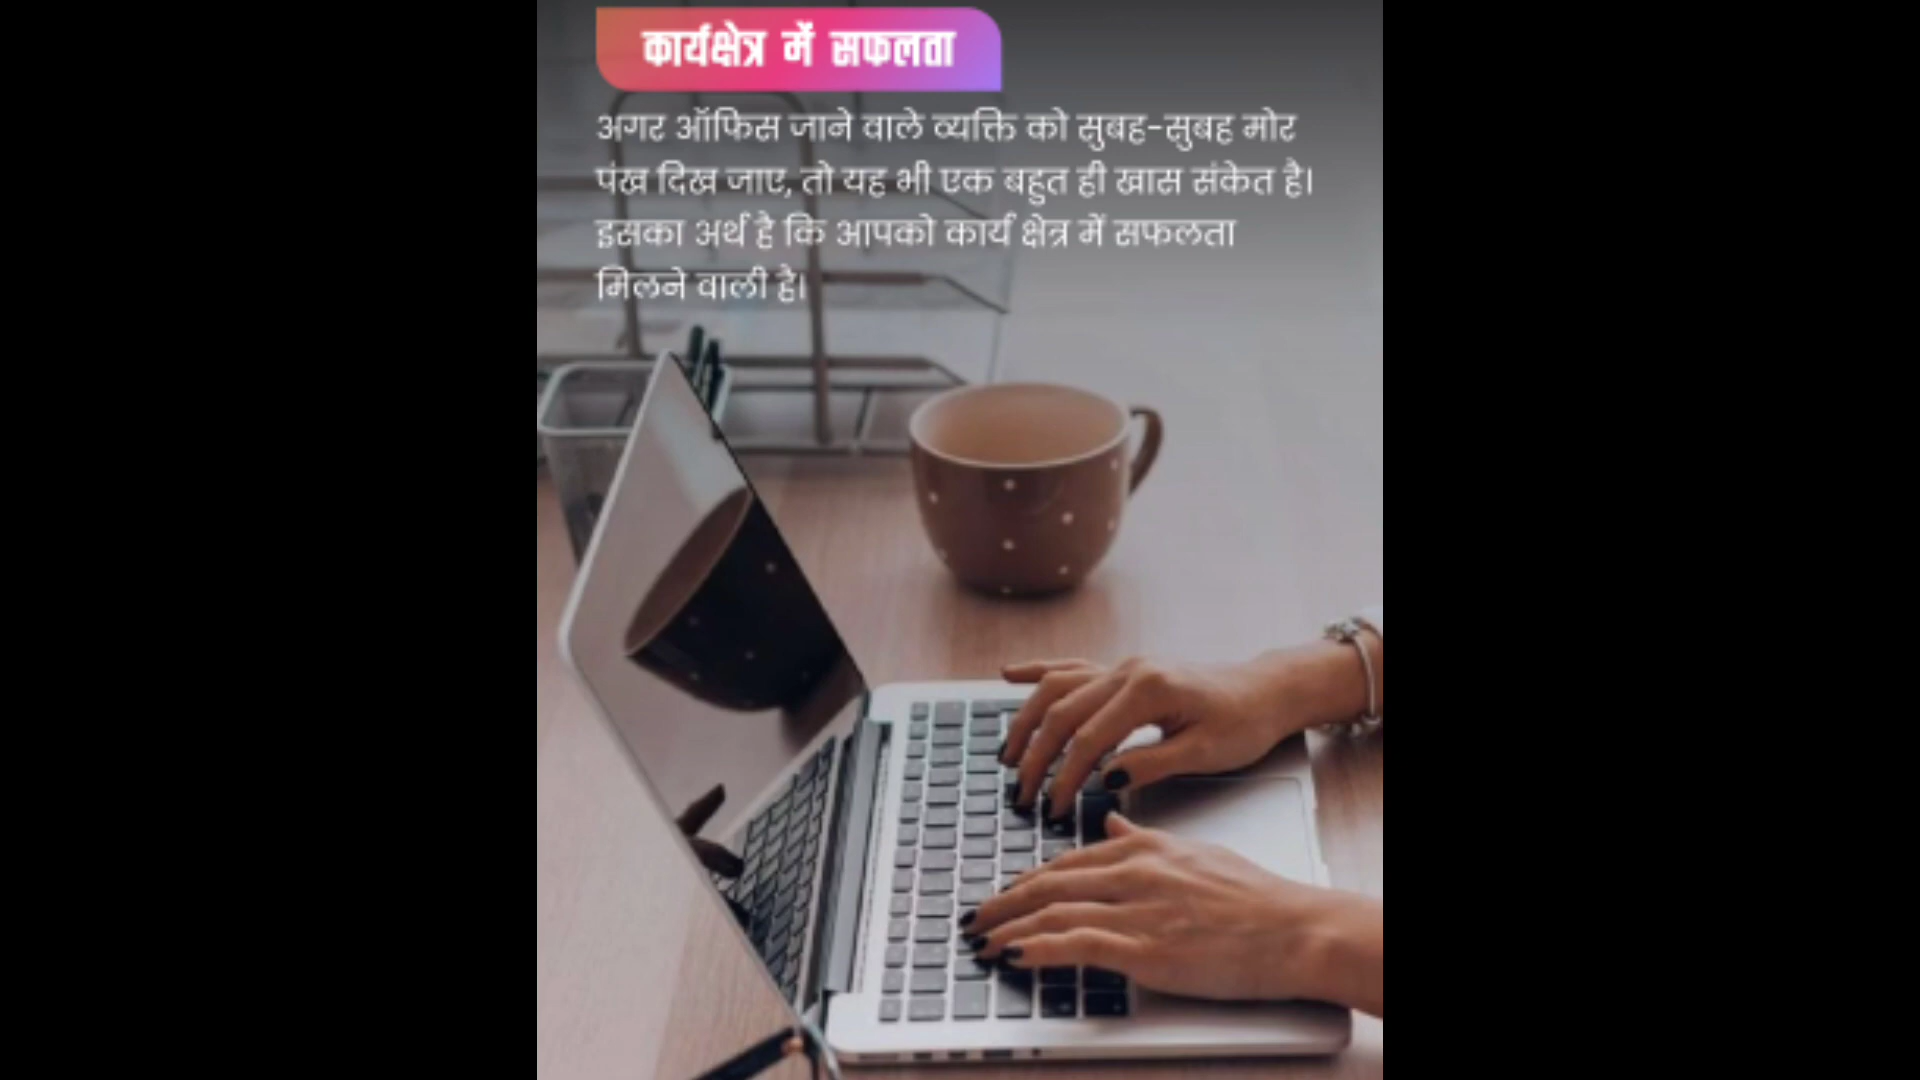 कार्यक्षेत्र में सफलता
अगर ऑफिस जाने वाले व्यक्ति को सुबह-सुबह मोर
पंख दिख जाए, तो यह भी एक बहुत ही खास संकेत है।
इसका अर्थ है कि आपको कार्य क्षेत्र में सफलता
मिलने वाली है।